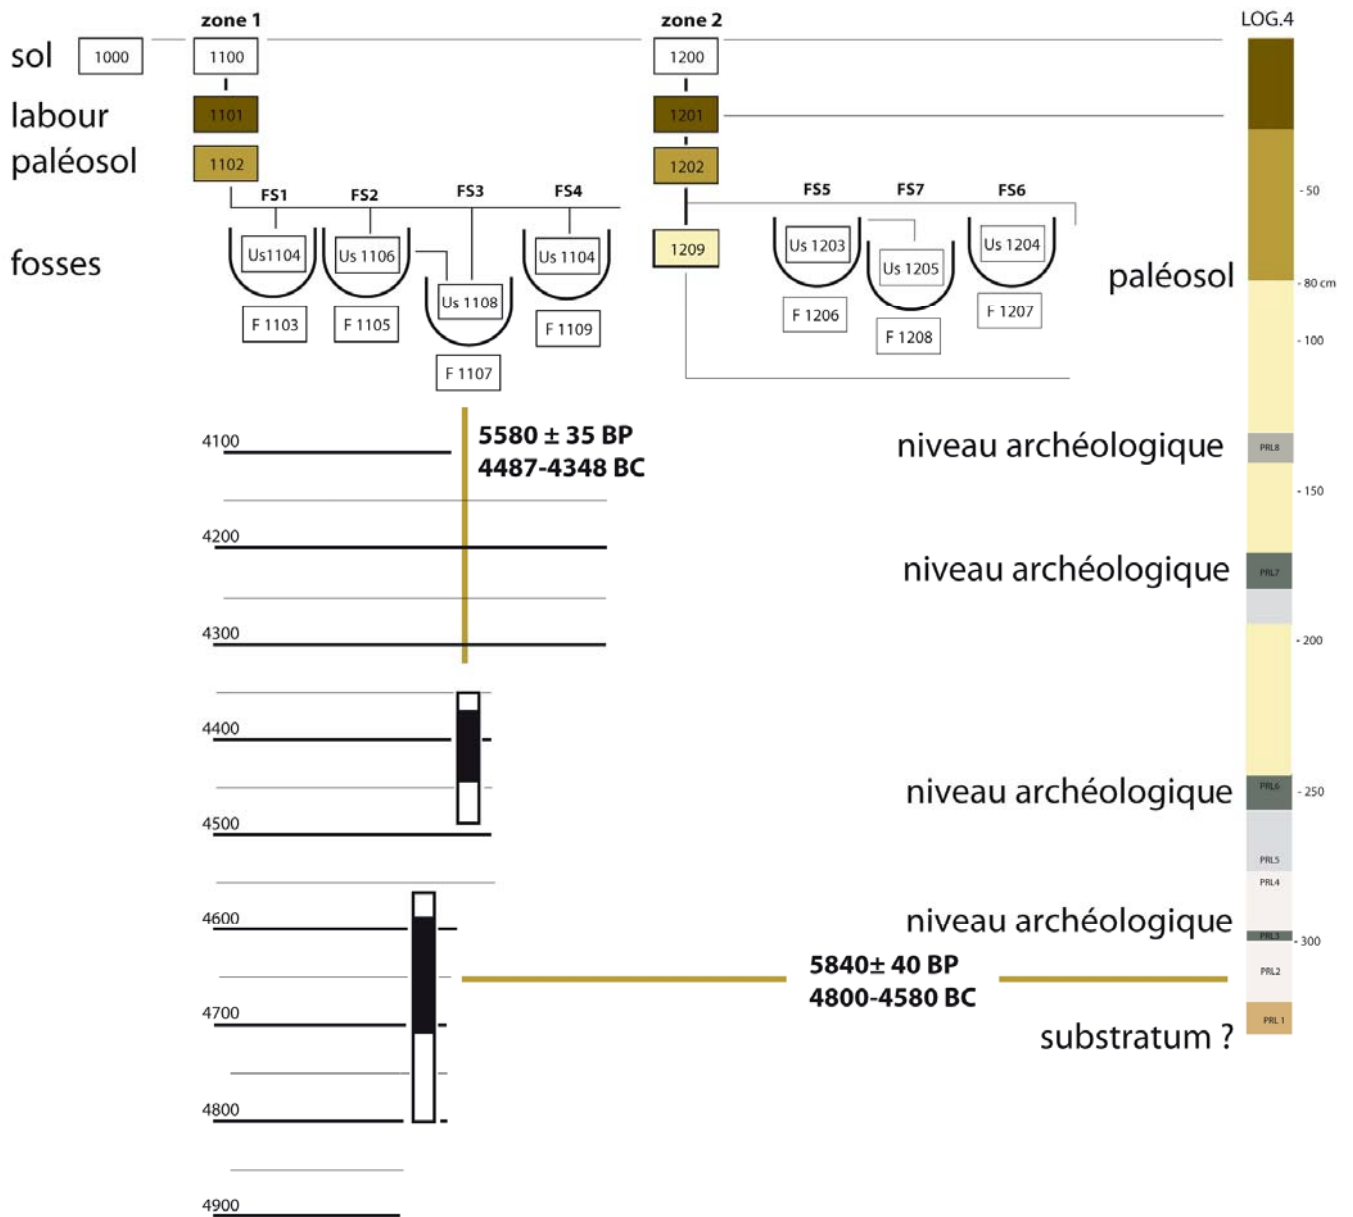 zone 1
zone 2
LOG.4
sol
1000
1100
1200
labour
1101
1201
paléosol
1102
1202
FS1
FS2
FS3
FS4
FS5
FS7
FS6
- 50
fosses
Us1104
Us 1106
Us 1108
Us 1104
1209
Us 1203
Us 1205
Us 1204
paléosol
- 80 cm
F 1103
F 1105
F 1107
F 1109
F 1206
F 1208
F 1207
- 100
5580 ± 35 BP
4487-4348 BC
niveau archéologique
PRL8
- 150
niveau archéologique
PRL7
- 200
niveau archéologique
PRL6
- 250
PRL5
PRL4
niveau archéologique
PRL3
- 300
5840± 40 BP
4800-4580 BC
PRL2
PRL 1
substratum ?
4100
4200
4300
4400
4500
4600
4700
4800
4900